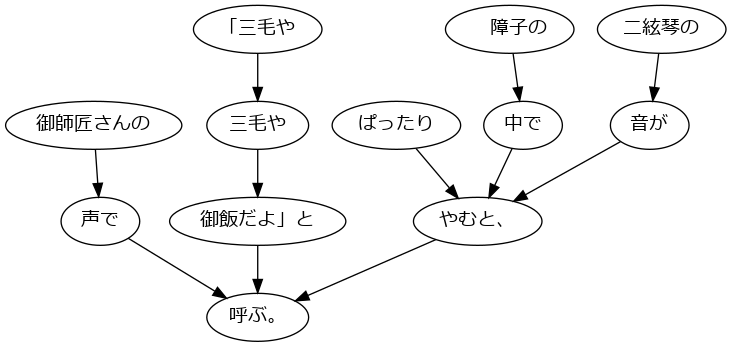 「三毛や
障子の
二絃琴の
御師匠さんの
三毛や
ぱったり
中で
音が
声で
御飯だよ」と
やむと、
呼ぶ。